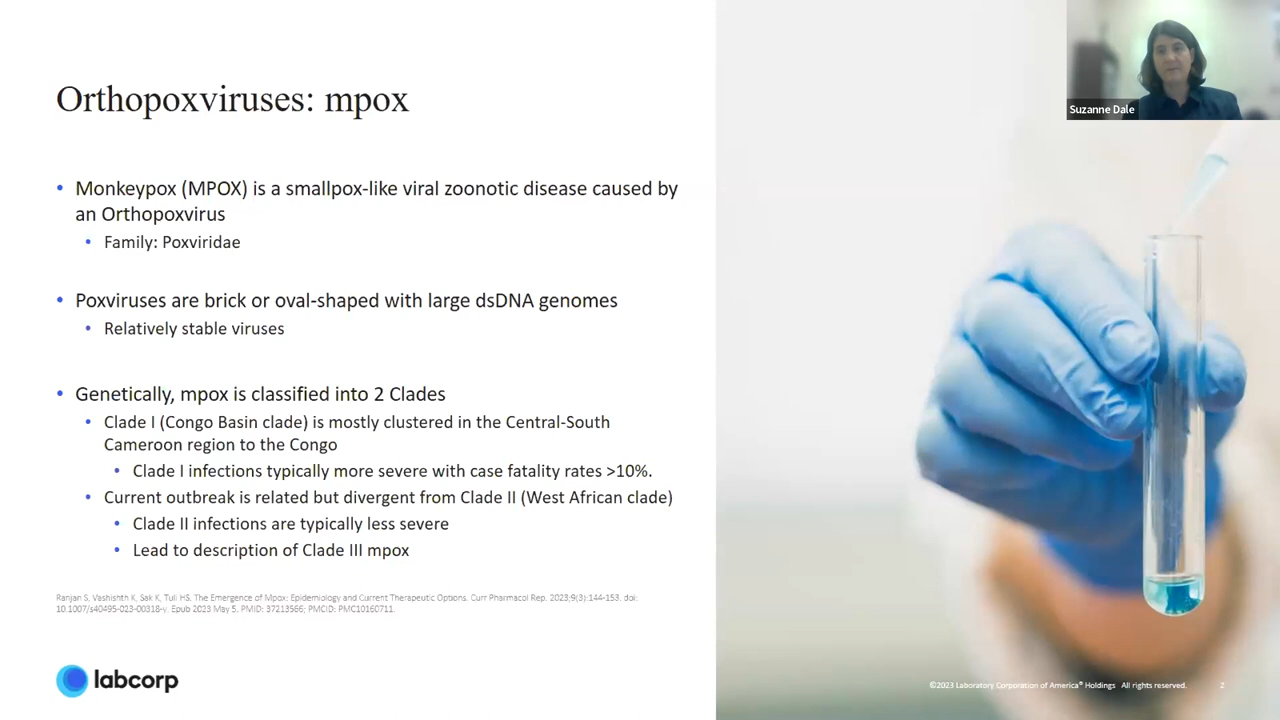 Suzanne Dale
Orthopoxviruses: mpox
• Monkeypox (MPOX) is a smallpox-like viral zoonotic disease caused by
an Orthopoxvirus
• Family: Poxviridae
• Poxviruses are brick or oval-shaped with large dsDNA genomes
• Relatively stable viruses
• Genetically, mpox is classified into 2 Clades
• Clade I (Congo Basin clade) is mostly clustered in the Central-South
Cameroon region to the Congo
• Clade I infections typically more severe with case fatality rates >10%.
• Current outbreak is related but divergent from Clade II (West African clade)
• Clade II infections are typically less severe
• Lead to description of Clade III mpox
Ranjan S, Vashishth K, Sak K, Tuli HS. The Emergence of Mpox: Epidemiology and Current Therapeutic Options. Curr Pharmacol Rep. 2023;9(3):144-153. doi:
10.1007/s40495-023-00318-y. Epub 2023 May 5. PMID: 37213566; PMCID: PMC10160711.
labcorp
©2023 Laboratory Corporation of America® Holdings All rights reserved. 2